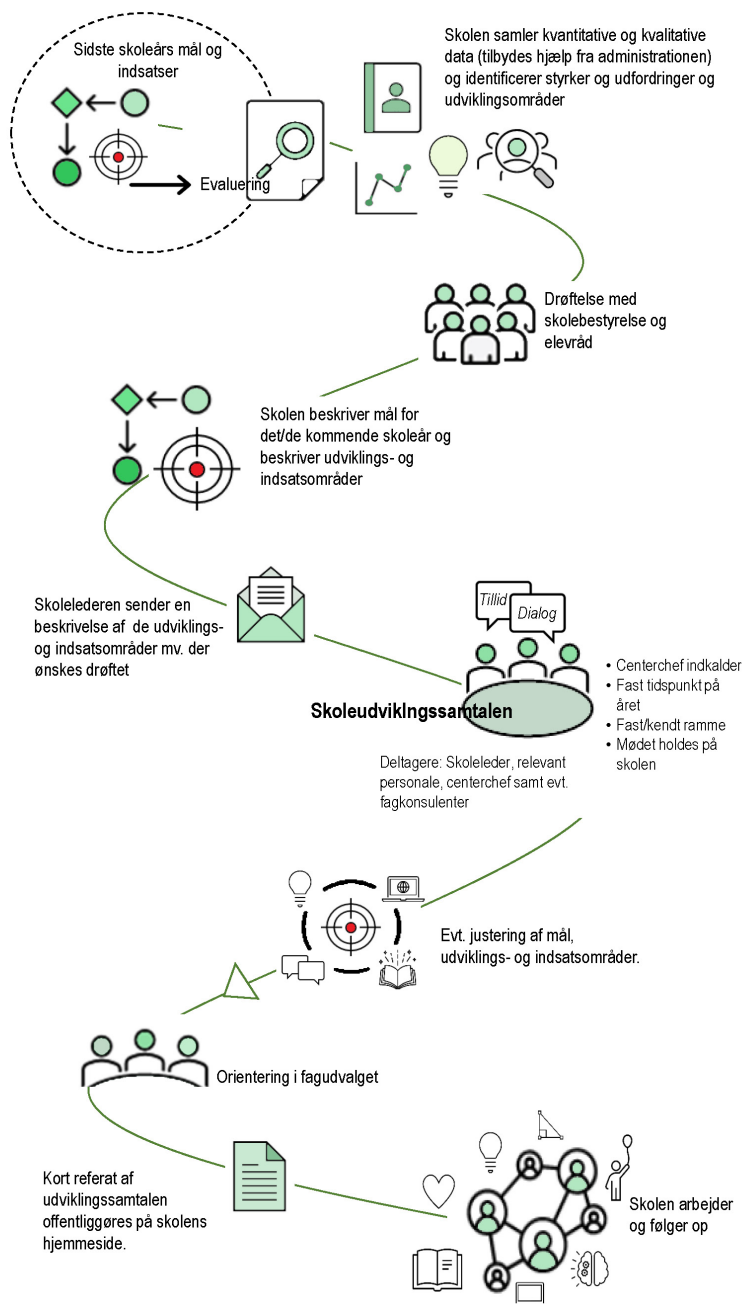 Sidste skoleårs mål og
indsatser
Evaluering
Skolen samler kvantitative og kvalitative
data (tilbydes hjælp fra administrationen)
og identificerer styrker og udfordringer og
udviklingsområder
Drøftelse med
skolebestyrelse og
elevråd
Skolen beskriver mål for
det/de kommende skoleår og
beskriver udviklings- og
indsatsområder
Skolelederen sender en
beskrivelse af de udviklings-
og indsatsområder mv. der
ønskes drøftet
Tillid
Dialog
Skoleudviklngssamtalen
• Centerchef indkalder
• Fast tidspunkt på
året
• Fast/kendt ramme
• Mødet holdes på
skolen
Deltagere: Skoleleder, relevant
personale, centerchef samt evt.
fagkonsulenter
Evt. justering af mål,
udviklings- og indsatsområder.
Orientering i fagudvalget
Kort referat af
udviklingssamtalen
offentliggøres på skolens
hjemmeside.
Skolen arbejder
og følger op